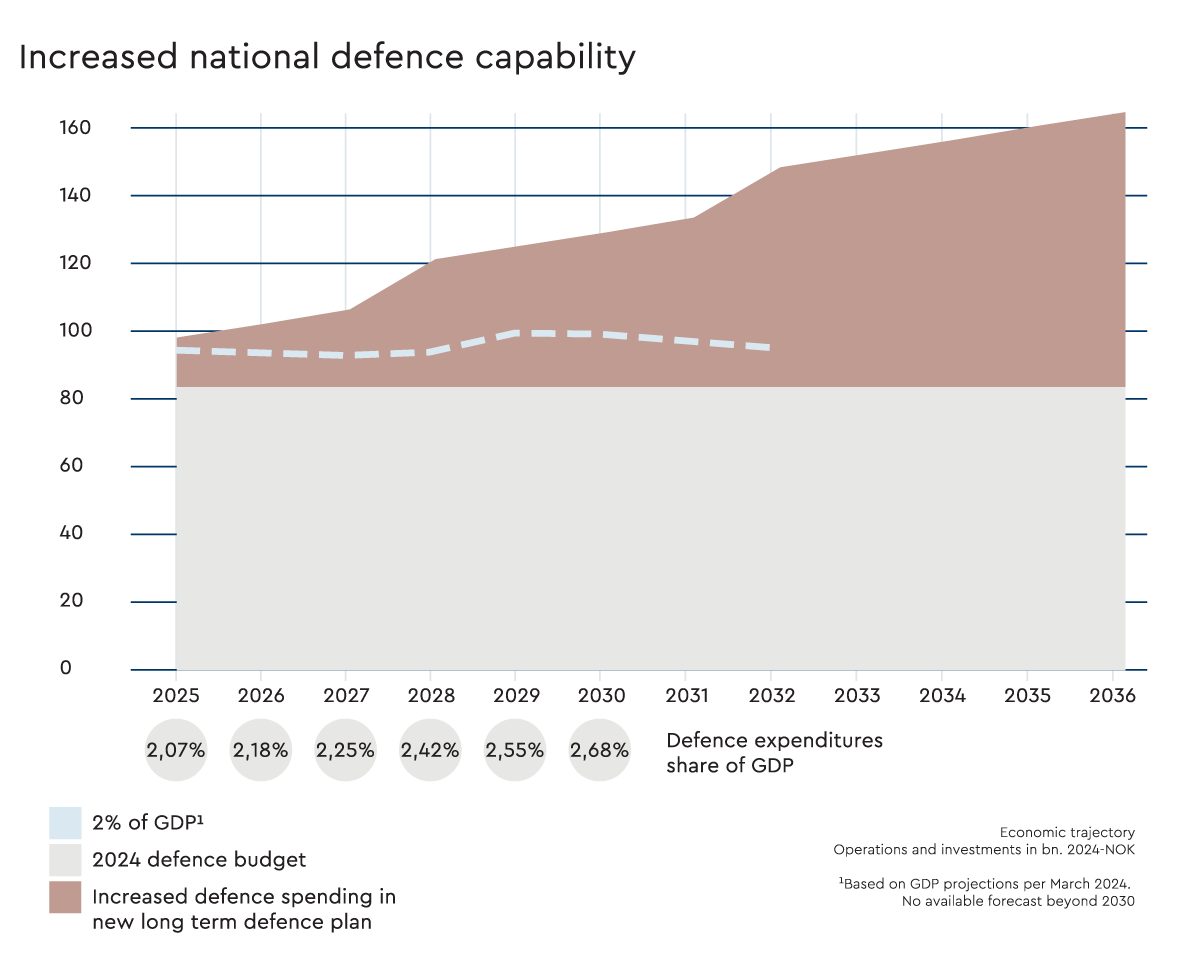 Increased national defence capability
160
140
120
100
80
60
40
20
0
2025 2026 2027 2028 2029 2030 2031 2032 2033 2034 2035 2036
2,07% 2,18% 2,25% 2,42% 2,55% 2,68%
Defence expenditures
share of GDP
2% of GDP¹
2024 defence budget
Increased defence spending in
new long term defence plan
Economic trajectory
Operations and investments in bn. 2024-NOK
¹Based on GDP projections per March 2024.
No available forecast beyond 2030